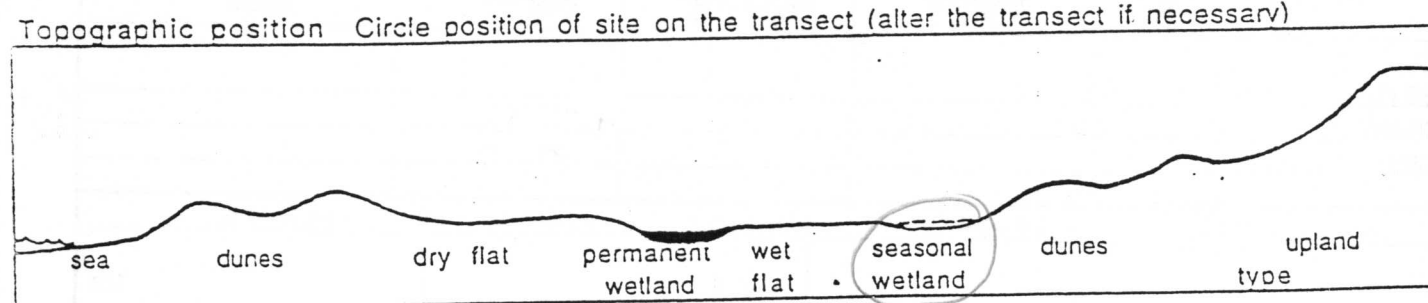 Topographic position Circle position of site on the transect (alter the transect if necessary)
sea dunes dry flat permanent wet seasonal dunes upland
wetland flat wetland type